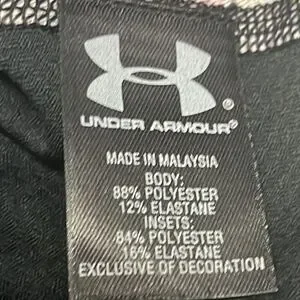 UNDER ARMOUR®
MADE IN MALAYSIA
BODY:
88% POLYESTER
12% ELASTANE
INSETS:
84% POLYESTER
16% ELASTANE
EXCLUSIVE OF DECORATION